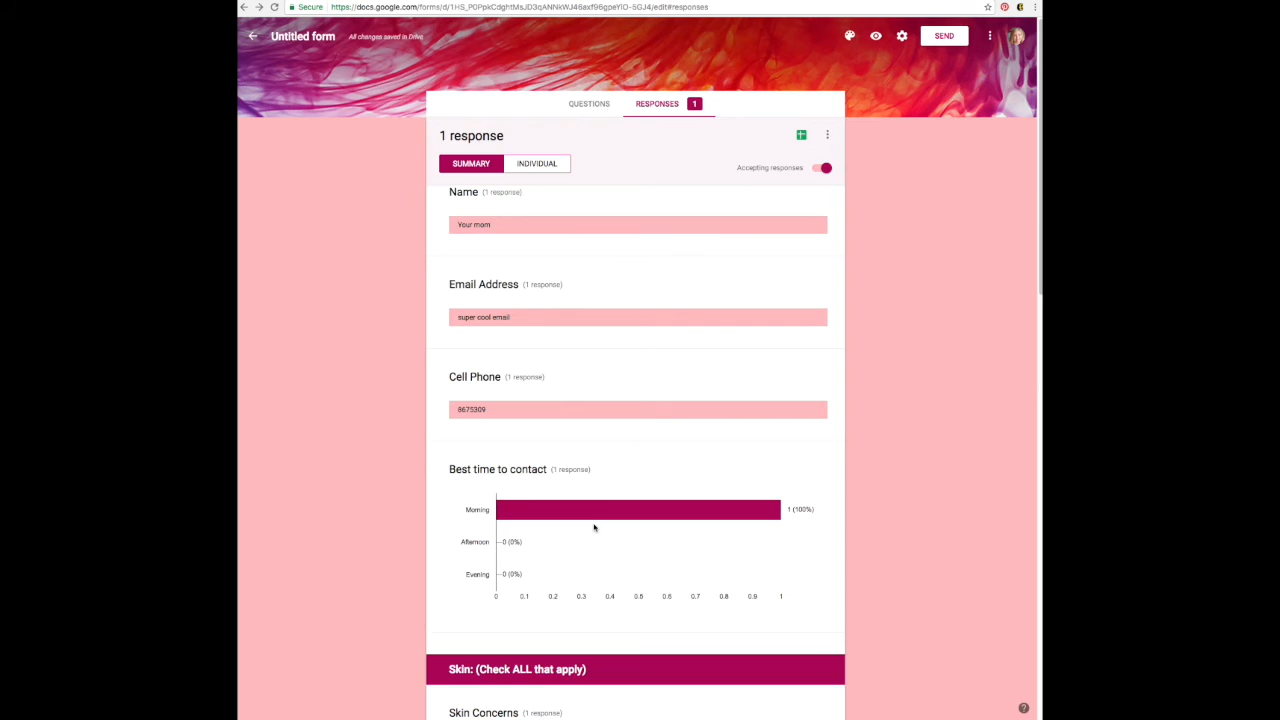 Secure https://docs.google.com/forms/d/1HS_P0PpkCdghtMsJD3qANNkWJ46axf96gpeYlO-5GJ4/edit#responses
Untitled form All changes saved in Drive SEND
QUESTIONS RESPONSES 1
1 response
SUMMARY INDIVIDUAL
Accepting responses
Name (1 response)
Your mom
Email Address (1 response)
super cool email
Cell Phone (1 response)
8675309
Best time to contact (1 response)
Morning 1 (100%)
Afternoon 0 (0%)
Evening 0 (0%)
0 0.1 0.2 0.3 0.4 0.5 0.6 0.7 0.8 0.9 1
Skin: (Check ALL that apply)
Skin Concerns (1 response)